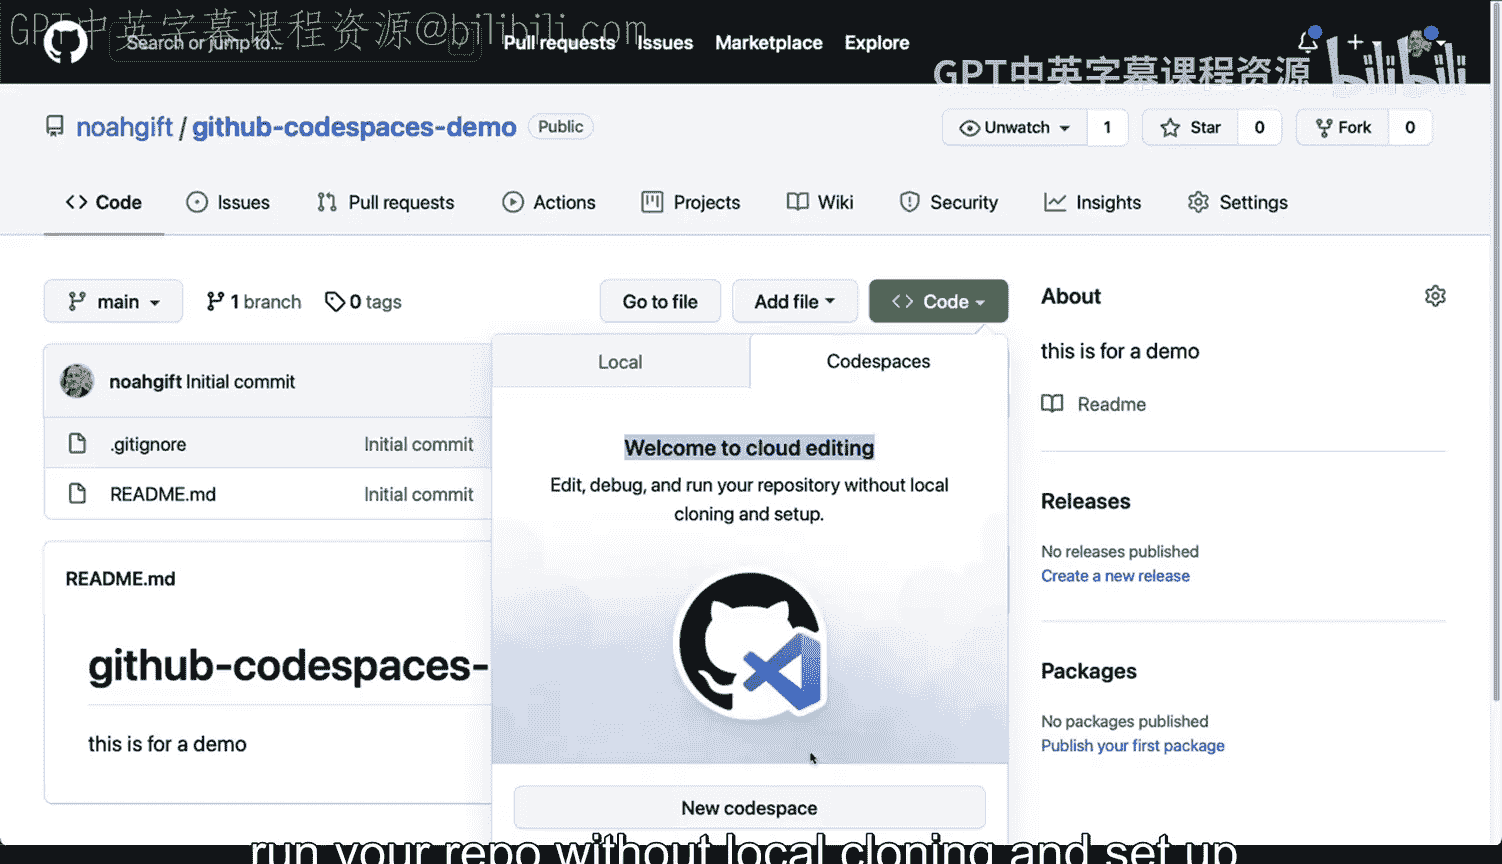 GPT中英字幕课程资源@bilibili.com
Search or jump to...
Pull requests Issues Marketplace Explore
GPT中英字幕课程资源 bilibili
noahgift / github-codespaces-demo Public
Unwatch 1 Star 0 Fork 0
Code Issues Pull requests Actions Projects Wiki Security Insights Settings
main 1 branch 0 tags Go to file Add file Code
Local Codespaces
Welcome to cloud editing
Edit, debug, and run your repository without local
cloning and setup.
New codespace
noahgift Initial commit
.gitignore Initial commit
README.md Initial commit
README.md
github-codespaces-
this is for a demo
About
this is for a demo
Readme
Releases
No releases published
Create a new release
Packages
No packages published
Publish your first package
run your repo without local cloning and set up